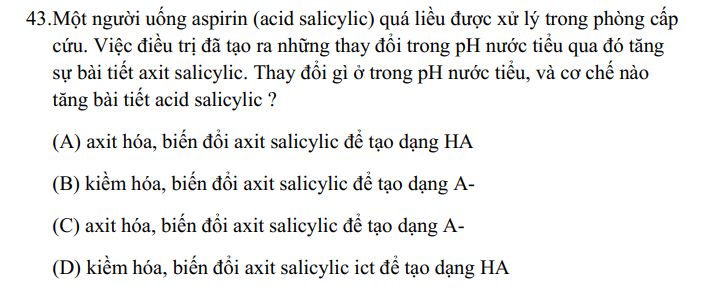 43.Một người uống aspirin (acid salicylic) quá liều được xử lý trong phòng cấp
cứu. Việc điều trị đã tạo ra những thay đổi trong pH nước tiểu qua đó tăng
sự bài tiết axit salicylic. Thay đổi gì ở trong pH nước tiểu, và cơ chế nào
tăng bài tiết acid salicylic ?
(A) axit hóa, biến đổi axit salicylic để tạo dạng HA
(B) kiềm hóa, biến đổi axit salicylic để tạo dạng A-
(C) axit hóa, biến đổi axit salicylic để tạo dạng A-
(D) kiềm hóa, biến đổi axit salicylic ict để tạo dạng HA